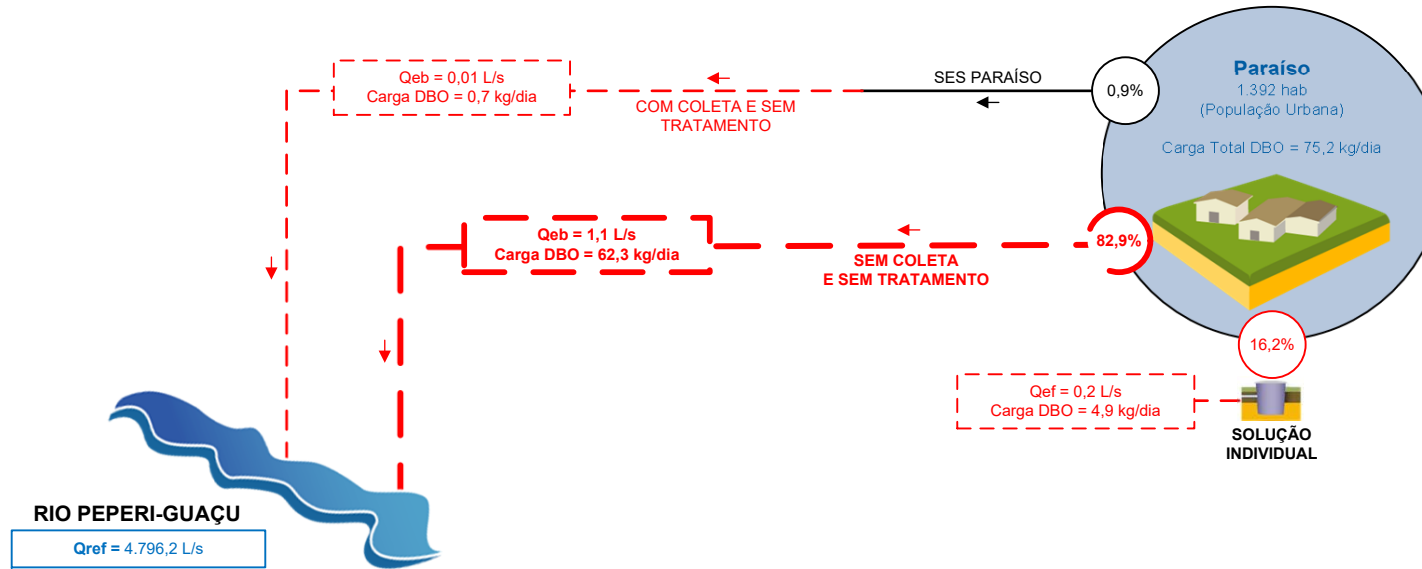 Qeb = 0,01 L/s
Carga DBO = 0,7 kg/dia
COM COLETA E SEM
TRATAMENTO
SES PARAÍSO
0,9%
Paraíso
1.392 hab
(População Urbana)
Carga Total DBO = 75,2 kg/dia
Qeb = 1,1 L/s
Carga DBO = 62,3 kg/dia
SEM COLETA
E SEM TRATAMENTO
82,9%
16,2%
Qef = 0,2 L/s
Carga DBO = 4,9 kg/dia
SOLUÇÃO
INDIVIDUAL
RIO PEPERI-GUAÇU
Qref = 4.796,2 L/s